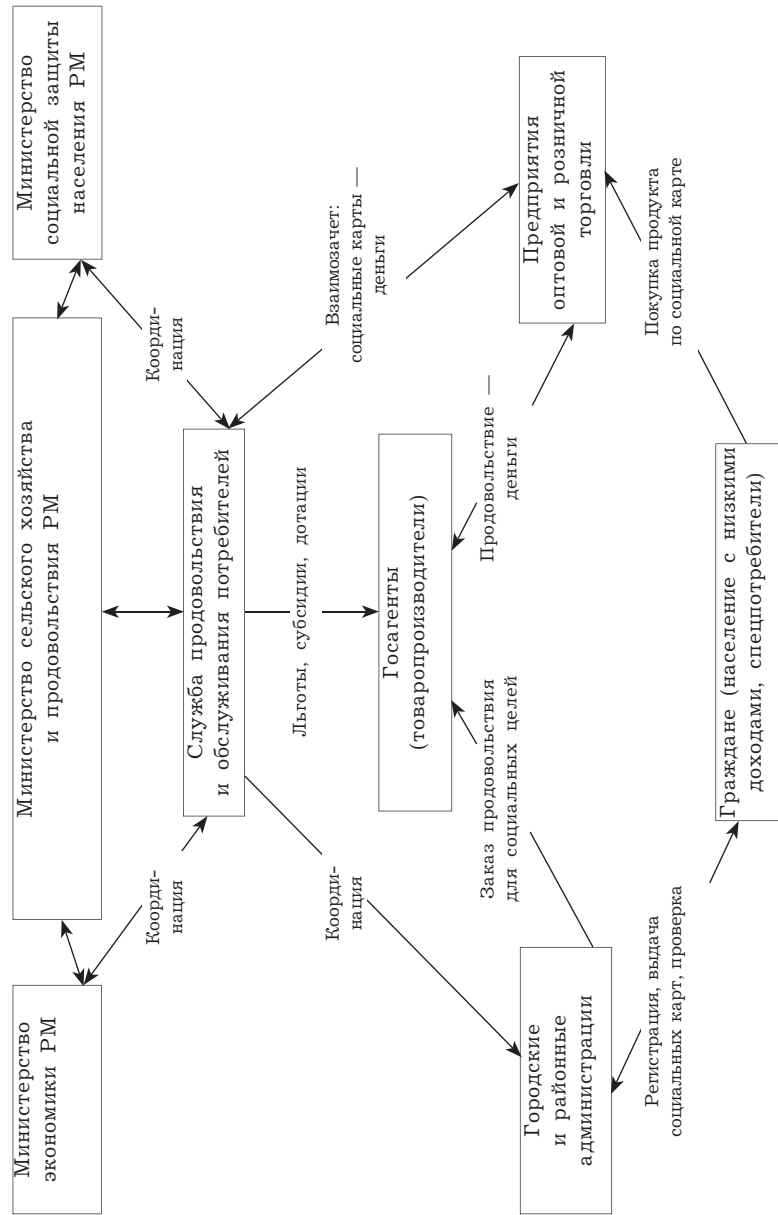 Министерство
экономики РМ
Министерство сельского хозяйства
и продовольствия РМ
Министерство
социальной защиты
населения РМ
Коорди-
нация
Коорди-
нация
Служба продовольствия
и обслуживания потребителей
Льготы, субсидии, дотации
Взаимозачет:
социальные карты —
деньги
Коорди-
нация
Госагенты
(товаропроизводители)
Заказ продовольствия
для социальных целей
Продовольствие —
деньги
Городские
и районные
администрации
Предприятия
оптовой и розничной
торговли
Регистрация, выдача
социальных карт, проверка
Покупка продукта
по социальной карте
Граждане (население с низкими
доходами, спецпотребители)